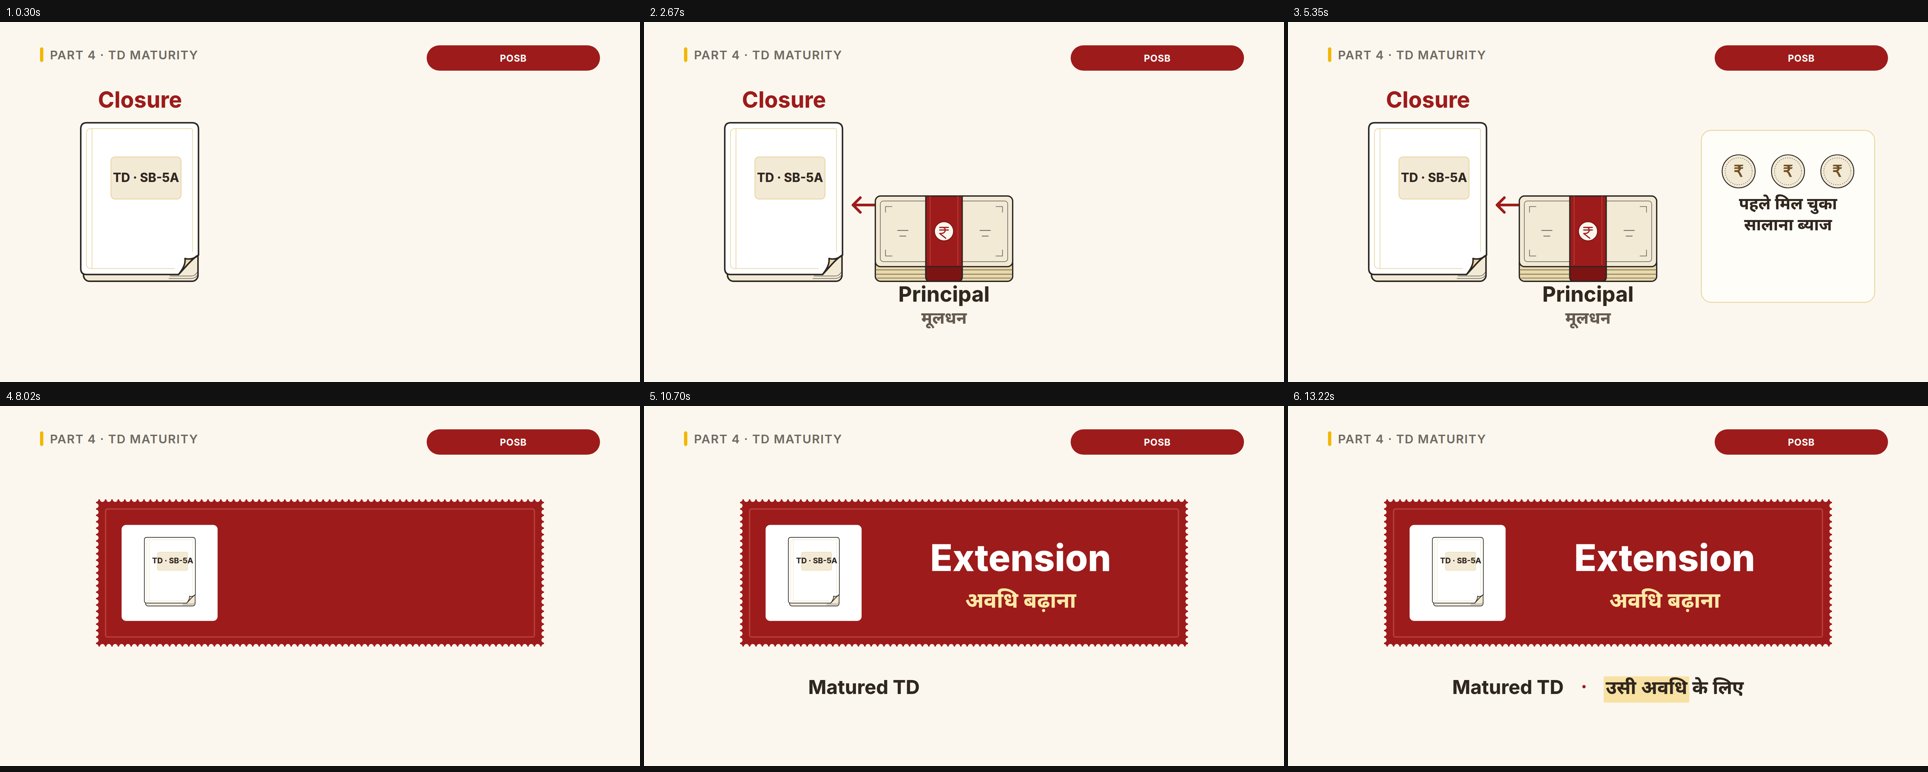 1. 0.30s
PART 4 · TD MATURITY
POSB
Closure
TD · SB-5A
2. 2.67s
PART 4 · TD MATURITY
POSB
Closure
TD · SB-5A
₹
Principal
मूलधन
3. 5.35s
PART 4 · TD MATURITY
POSB
Closure
TD · SB-5A
₹
Principal
मूलधन
₹ ₹ ₹
पहले मिल चुका
सालाना ब्याज
4. 8.02s
PART 4 · TD MATURITY
POSB
TD · SB-5A
5. 10.70s
PART 4 · TD MATURITY
POSB
TD · SB-5A
Extension
अवधि बढ़ाना
Matured TD
6. 13.22s
PART 4 · TD MATURITY
POSB
TD · SB-5A
Extension
अवधि बढ़ाना
Matured TD · उसी अवधि के लिए